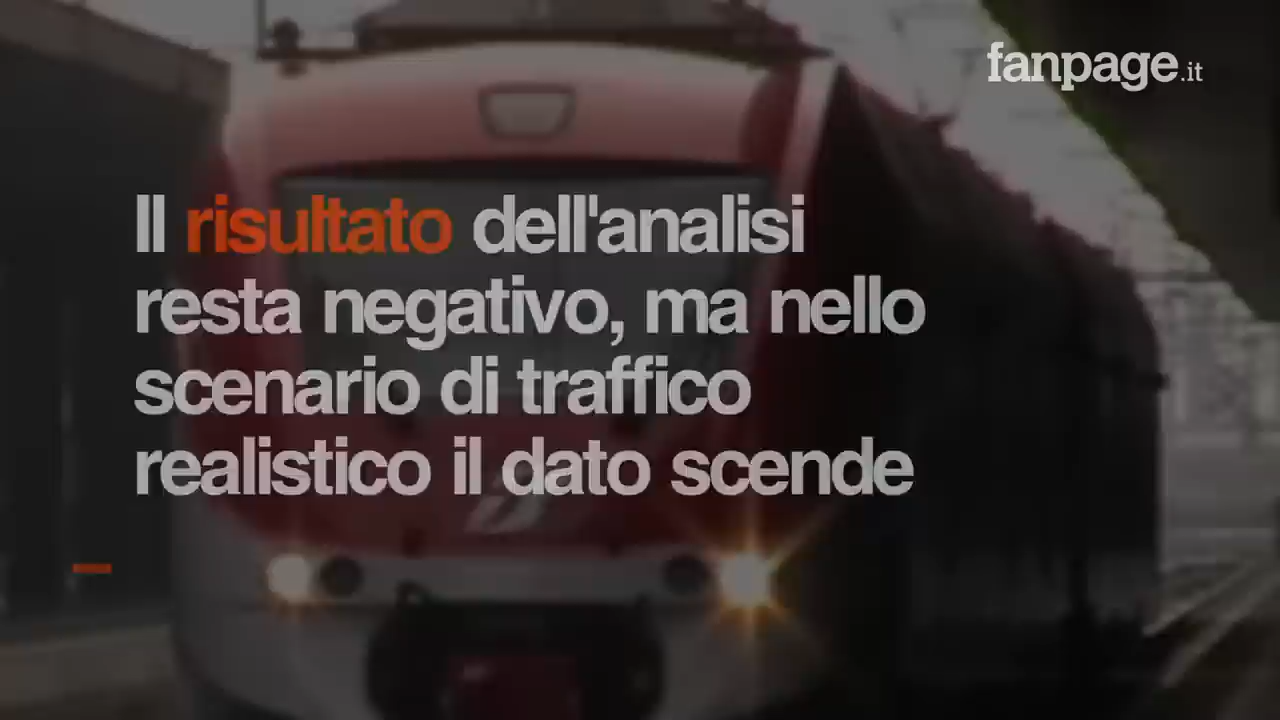 fanpage.it
Il risultato dell'analisi
resta negativo, ma nello
scenario di traffico
realistico il dato scende